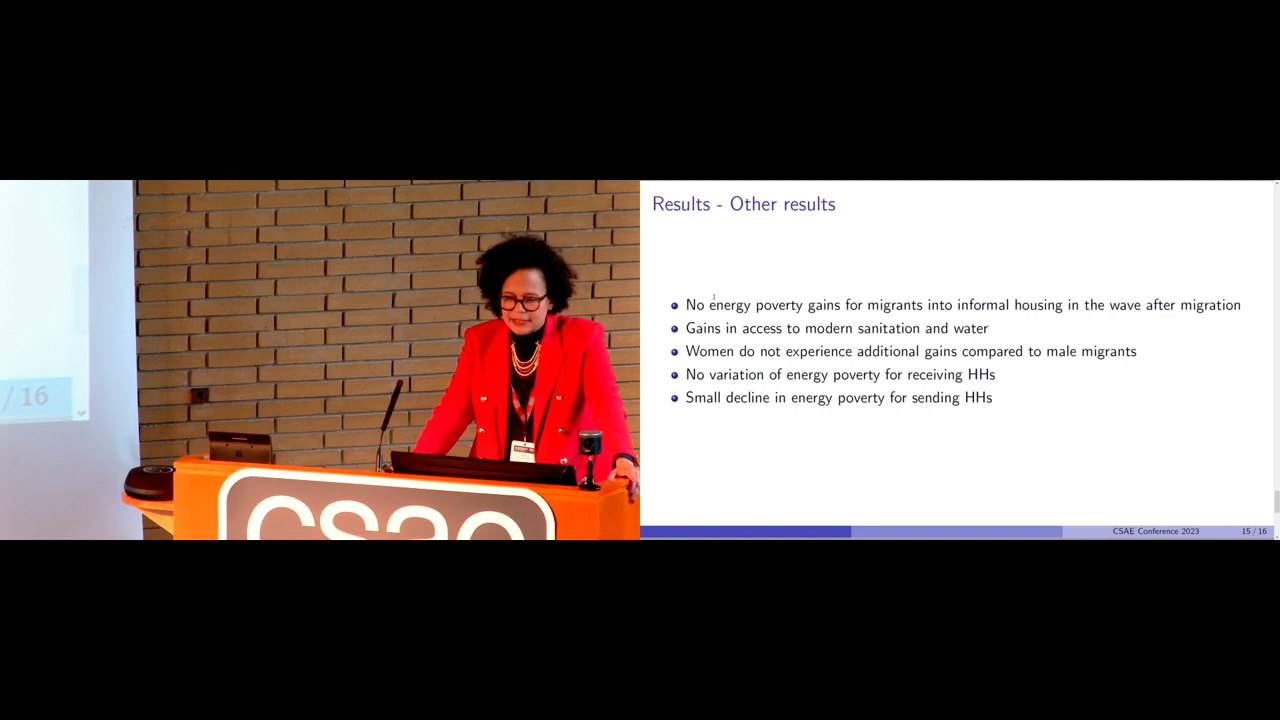 / 16
csae
Results - Other results
No energy poverty gains for migrants into informal housing in the wave after migration
Gains in access to modern sanitation and water
Women do not experience additional gains compared to male migrants
No variation of energy poverty for receiving HHs
Small decline in energy poverty for sending HHs
CSAE Conference 2023 15 / 16